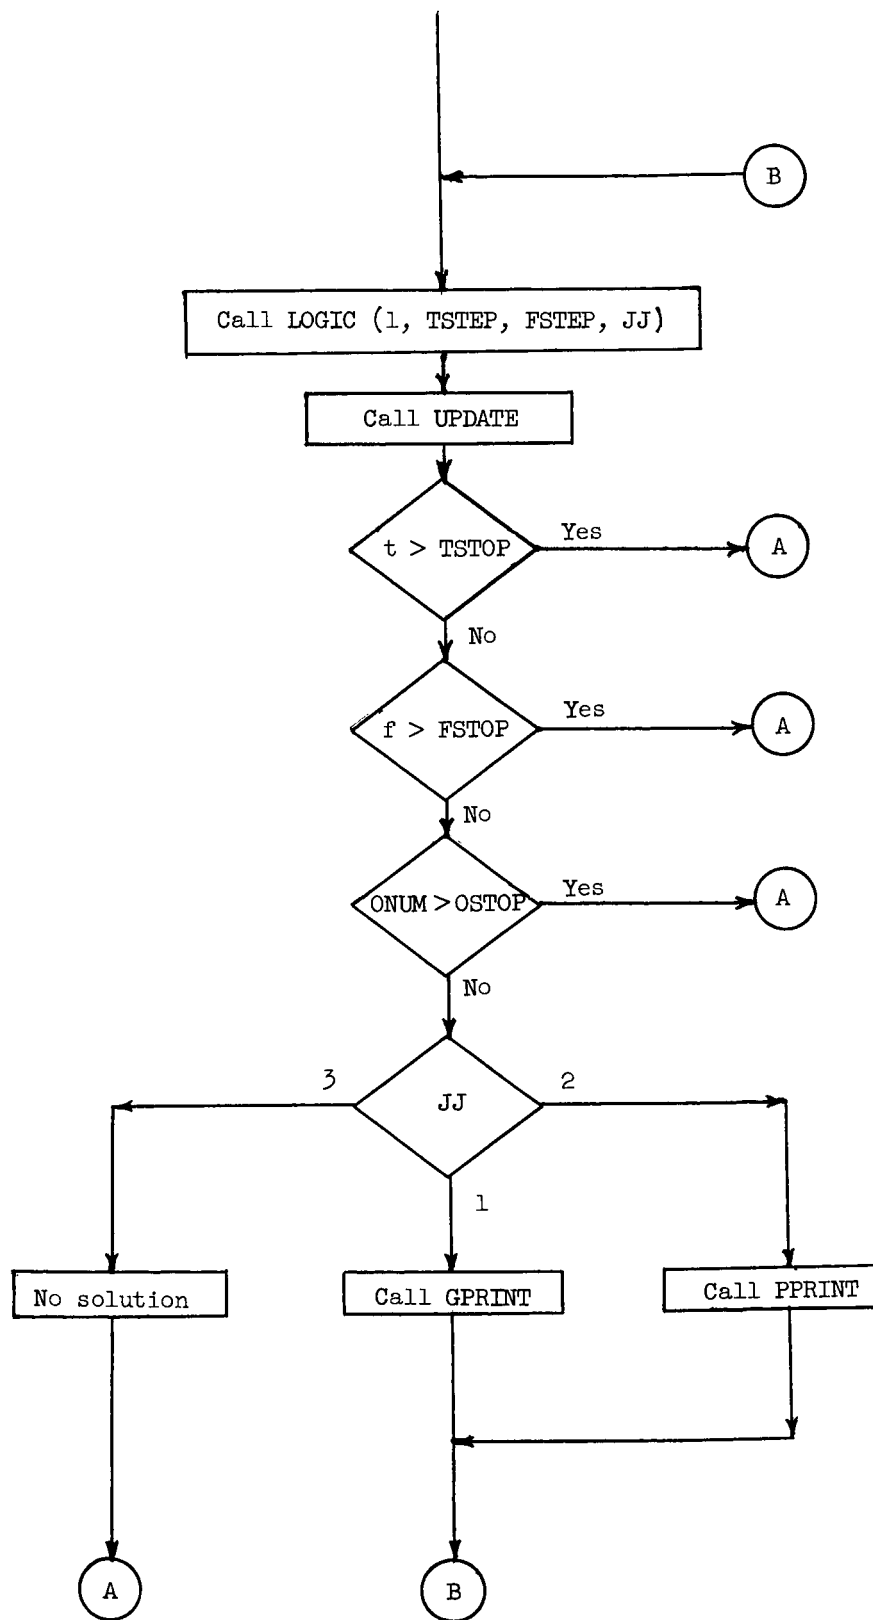 B
Call LOGIC (1, TSTEP, FSTEP, JJ)
Call UPDATE
t > TSTOP
Yes
A
No
f > FSTOP
Yes
A
No
ONUM > OSTOP
Yes
A
No
3
JJ
2
1
No solution
Call GPRINT
Call PPRINT
A
B